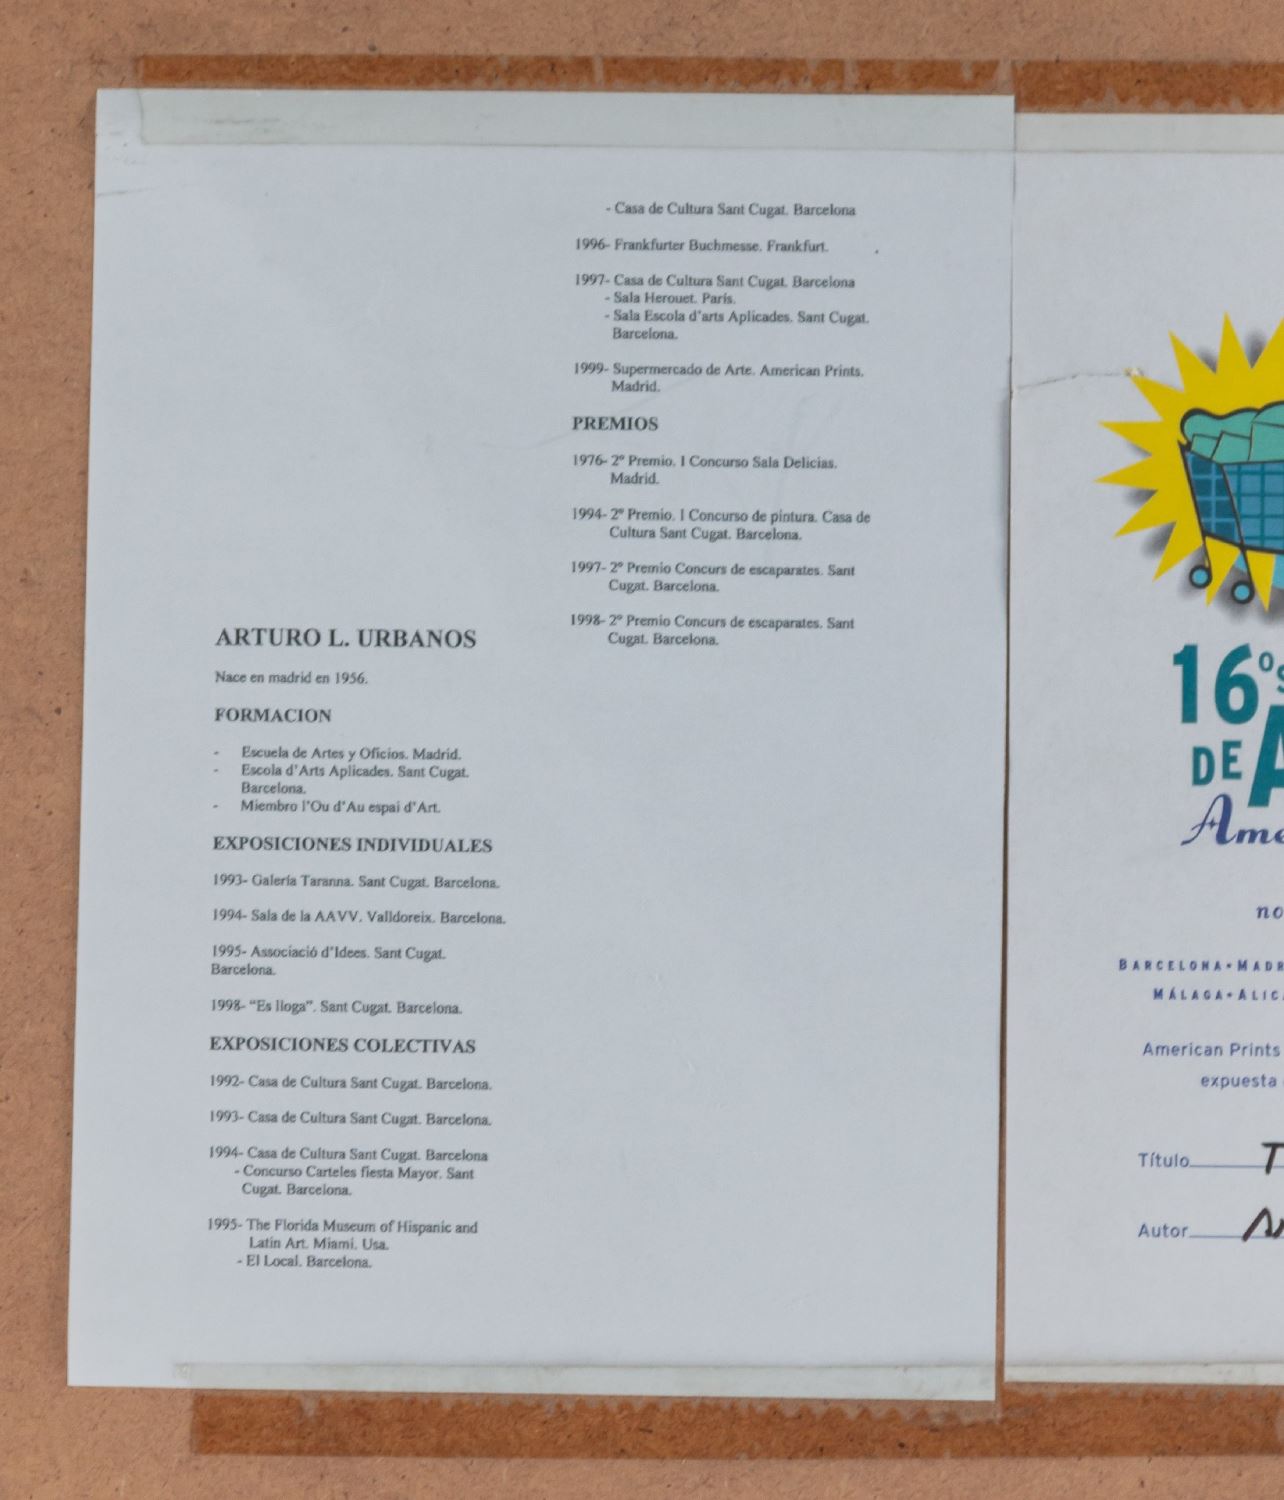 ARTURO L. URBANOS
Nace en madrid en 1956.
FORMACION
- Escuela de Artes y Oficios. Madrid.
- Escola d'Arts Aplicades. Sant Cugat.
Barcelona.
- Miembro l'Ou d'Au espai d'Art.
EXPOSICIONES INDIVIDUALES
1993- Galería Taranna. Sant Cugat. Barcelona.
1994- Sala de la AAVV. Valldoreix. Barcelona.
1995- Associació d'Idees. Sant Cugat.
Barcelona.
1998- "Es lloga". Sant Cugat. Barcelona.
EXPOSICIONES COLECTIVAS
1992- Casa de Cultura Sant Cugat. Barcelona.
1993- Casa de Cultura Sant Cugat. Barcelona.
1994- Casa de Cultura Sant Cugat. Barcelona
- Concurso Carteles fiesta Mayor. Sant
Cugat. Barcelona.
1995- The Florida Museum of Hispanic and
Latin Art. Miami. Usa.
- El Local. Barcelona.
- Casa de Cultura Sant Cugat. Barcelona
1996- Frankfurter Buchmesse. Frankfurt.
1997- Casa de Cultura Sant Cugat. Barcelona
- Sala Herouet. París.
- Sala Escola d'arts Aplicades. Sant Cugat.
Barcelona.
1999- Supermercado de Arte. American Prints.
Madrid.
PREMIOS
1976- 2º Premio. I Concurso Sala Delicias.
Madrid.
1994- 2º Premio. I Concurso de pintura. Casa de
Cultura Sant Cugat. Barcelona.
1997- 2º Premio Concurs de escaparates. Sant
Cugat. Barcelona.
1998- 2º Premio Concurs de escaparates. Sant
Cugat. Barcelona.
16º
DE
Ame
no
BARCELONA • MADR
MÁLAGA • ALIC
American Prints
expuesta
Título
Autor